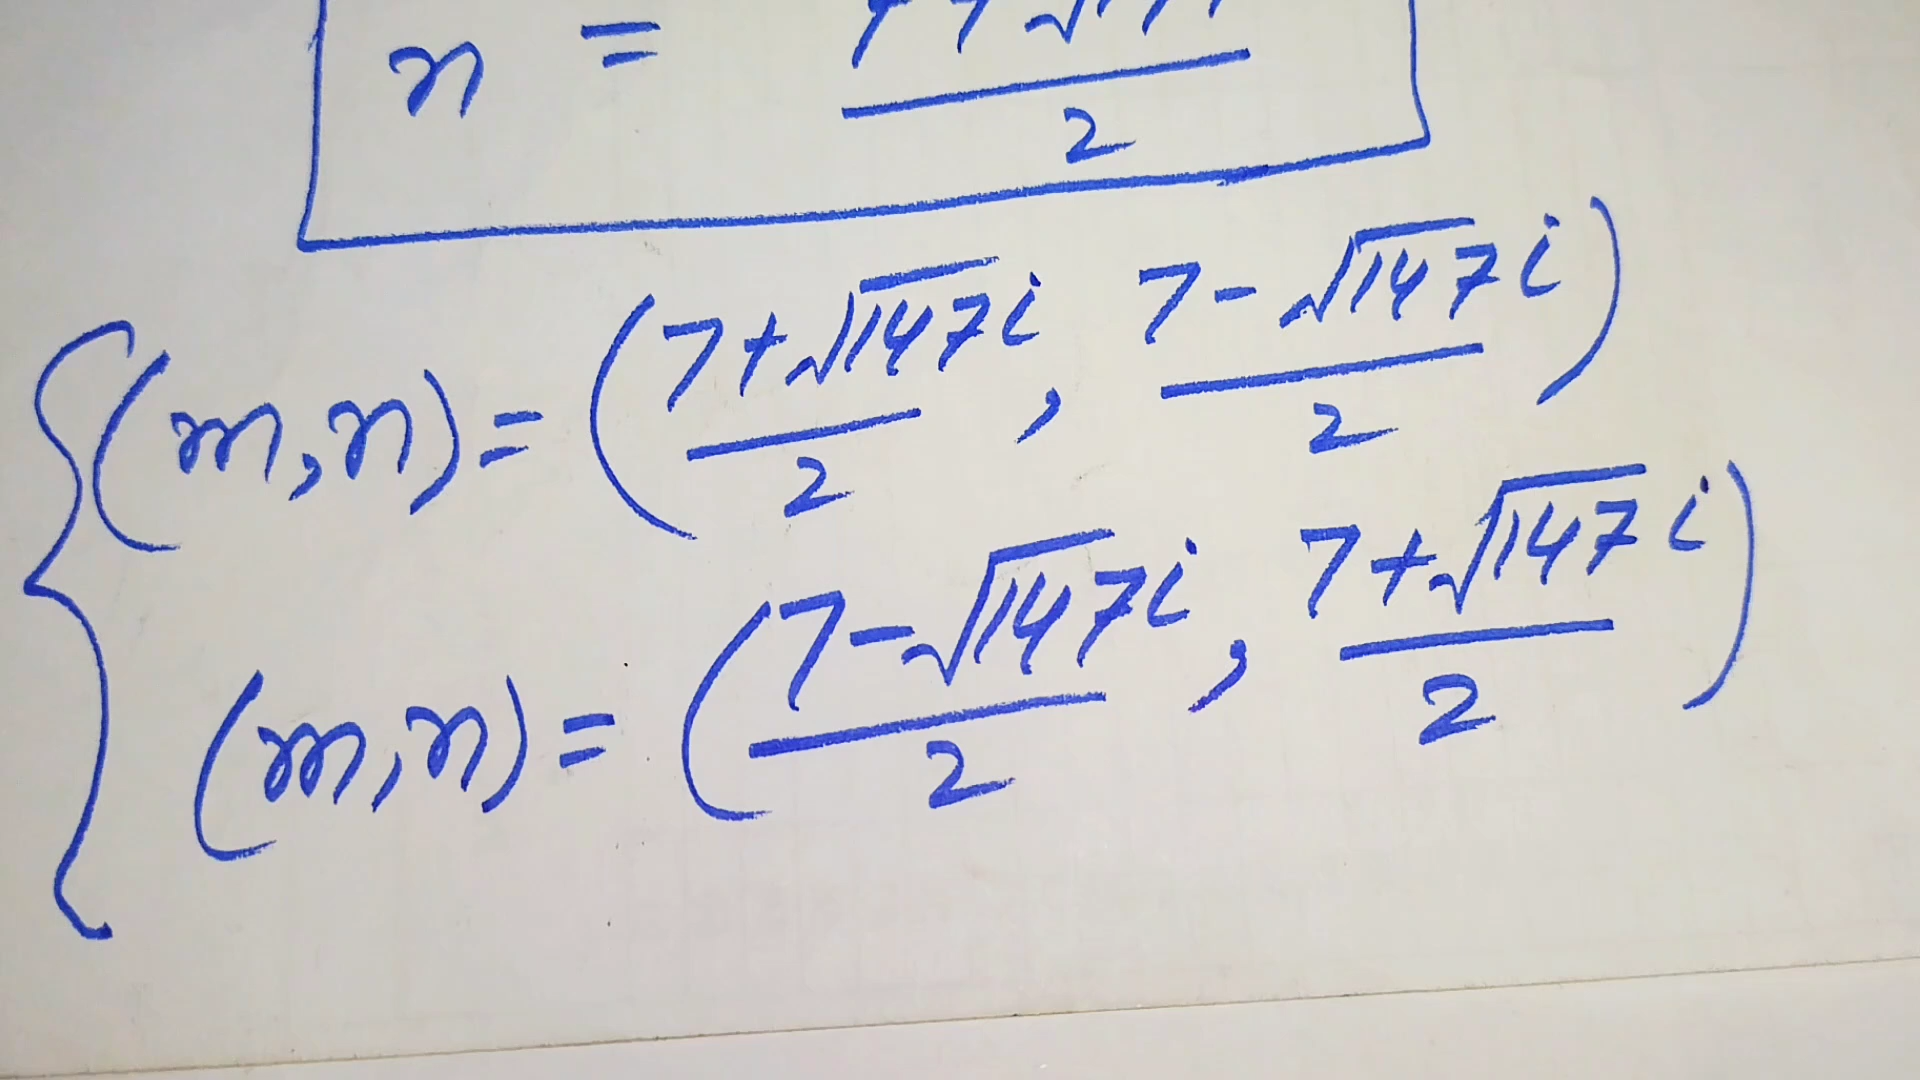 n = 2
(m,n) = (7+√147i/2, 7-√147i/2)
(m,n) = (7-√147i/2, 7+√147i/2)